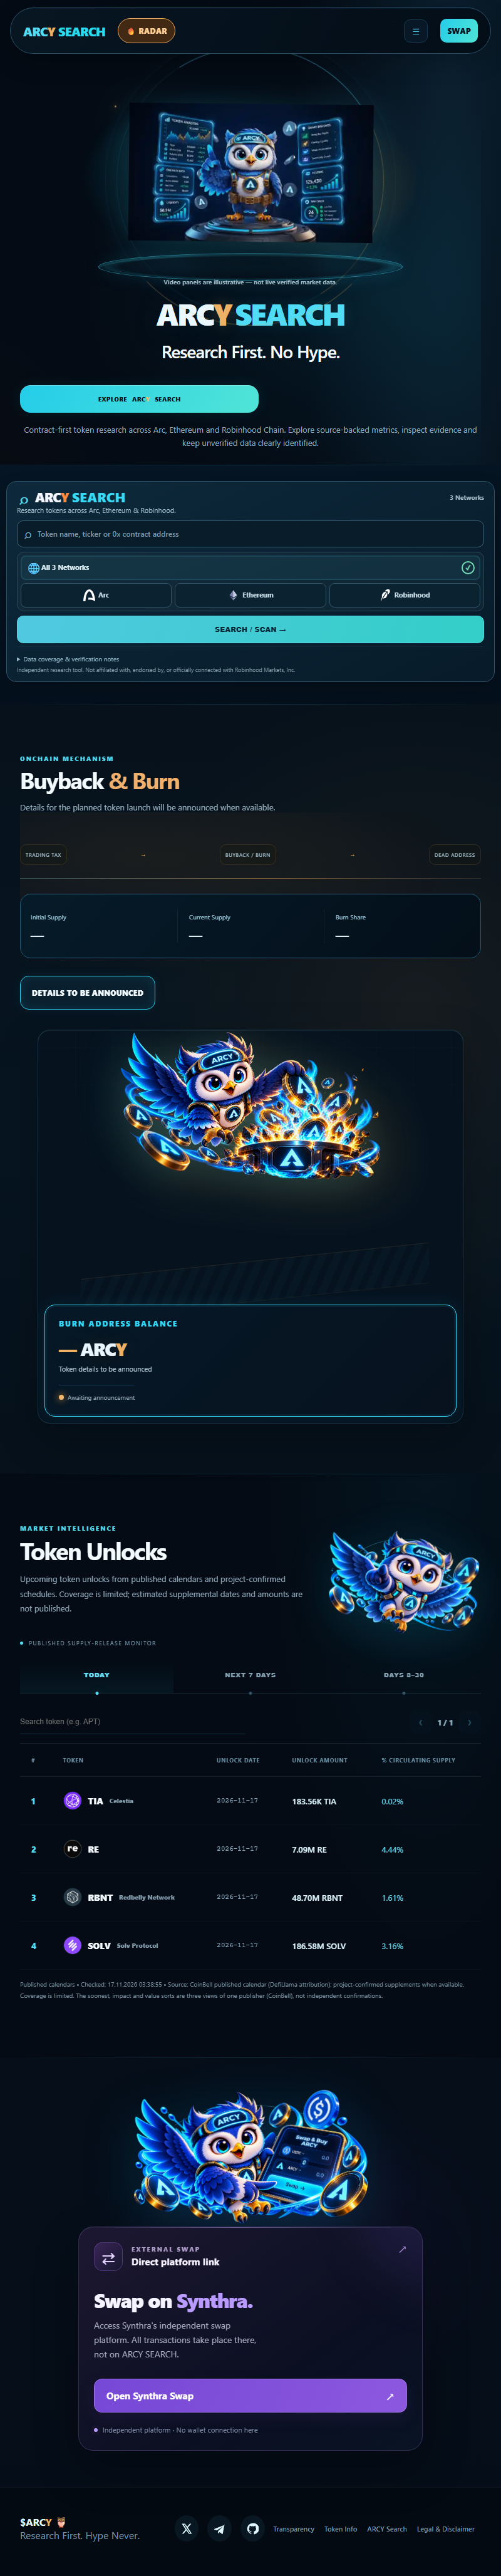 ARCY SEARCH
RADAR
☰
SWAP
ARCY
Video panels are illustrative — not live verified market data.
ARCY SEARCH
Research First. No Hype.
EXPLORE ARCY SEARCH
Contract-first token research across Arc, Ethereum and Robinhood Chain. Explore source-backed metrics, inspect evidence and
keep unverified data clearly identified.
ARCY SEARCH
3 Networks
Research tokens across Arc, Ethereum & Robinhood.
Token name, ticker or 0x contract address
All 3 Networks
Arc
Ethereum
Robinhood
SEARCH / SCAN →
Data coverage & verification notes
Independent research tool. Not affiliated with, endorsed by, or officially connected with Robinhood Markets, Inc.
ONCHAIN MECHANISM
Buyback & Burn
Details for the planned token launch will be announced when available.
TRADING TAX
→
BUYBACK / BURN
→
DEAD ADDRESS
Initial Supply
Current Supply
Burn Share
—
—
—
DETAILS TO BE ANNOUNCED
ARCY
BURN ADDRESS BALANCE
— ARCY
Token details to be announced
Awaiting announcement
MARKET INTELLIGENCE
Token Unlocks
Upcoming token unlocks from published calendars and project-confirmed
schedules. Coverage is limited; estimated supplemental dates and amounts are
not published.
ARCY
PUBLISHED SUPPLY-RELEASE MONITOR
TODAY
NEXT 7 DAYS
DAYS 8–30
Search token (e.g. APT)
‹ 1 / 1 ›
# TOKEN UNLOCK DATE UNLOCK AMOUNT % CIRCULATING SUPPLY
1 TIA Celestia 2026-11-17 183.56K TIA 0.02%
2 re RE 2026-11-17 7.09M RE 4.44%
3 RBNT Redbelly Network 2026-11-17 48.70M RBNT 1.61%
4 SOLV Solv Protocol 2026-11-17 186.58M SOLV 3.16%
Published calendars • Checked: 17.11.2026 03:38:55 • Source: CoinBell published calendar (DefiLlama attribution); project-confirmed supplements when available.
Coverage is limited. The soonest, impact and value sorts are three views of one publisher (CoinBell), not independent confirmations.
ARCY
Swap & Buy
ARCY
Swap →
EXTERNAL SWAP
Direct platform link
Swap on Synthra.
Access Synthra's independent swap
platform. All transactions take place there,
not on ARCY SEARCH.
Open Synthra Swap
Independent platform · No wallet connection here
$ARCY
Research First. Hype Never.
Transparency
Token Info
ARCY Search
Legal & Disclaimer